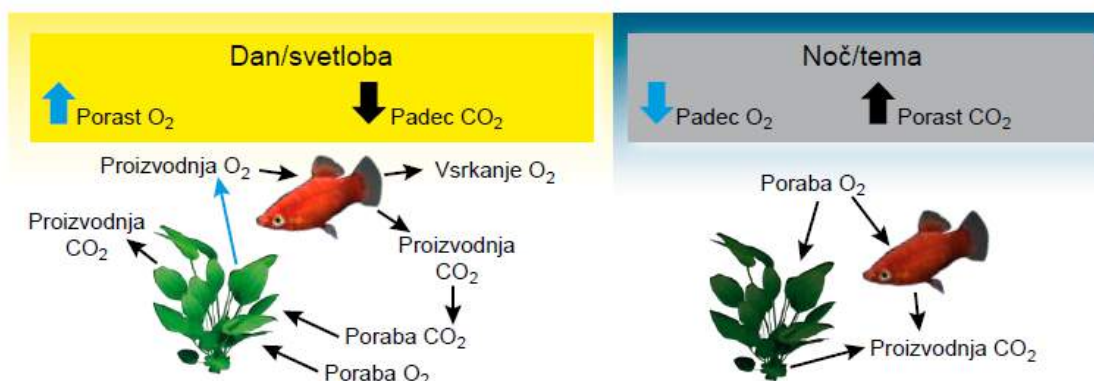 Dan/svetloba
Porast O₂
Padec CO₂
Proizvodnja O₂
Vsrkanje O₂
Proizvodnja
CO₂
Proizvodnja
CO₂
Poraba CO₂
Poraba O₂
Noč/tema
Padec O₂
Porast CO₂
Poraba O₂
Proizvodnja CO₂